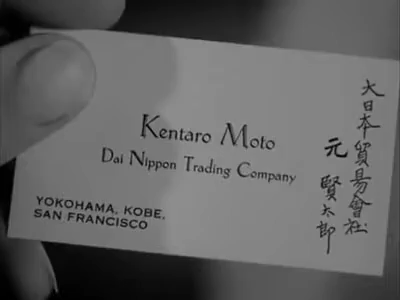 Kentaro Moto
Dai Nippon Trading Company
YOKOHAMA, KOBE,
SAN FRANCISCO
大日本貿易會社
元 賢太郎